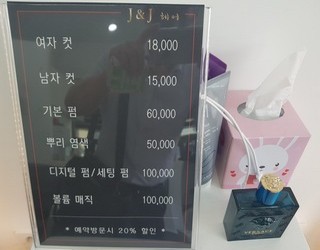 J & J 헤어
여자 컷 18,000
남자 컷 15,000
기본 펌 60,000
뿌리 염색 50,000
디지털 펌/세팅 펌 100,000
볼륨 매직 100,000
* 예약방문시 20% 할인 *
VERSACE